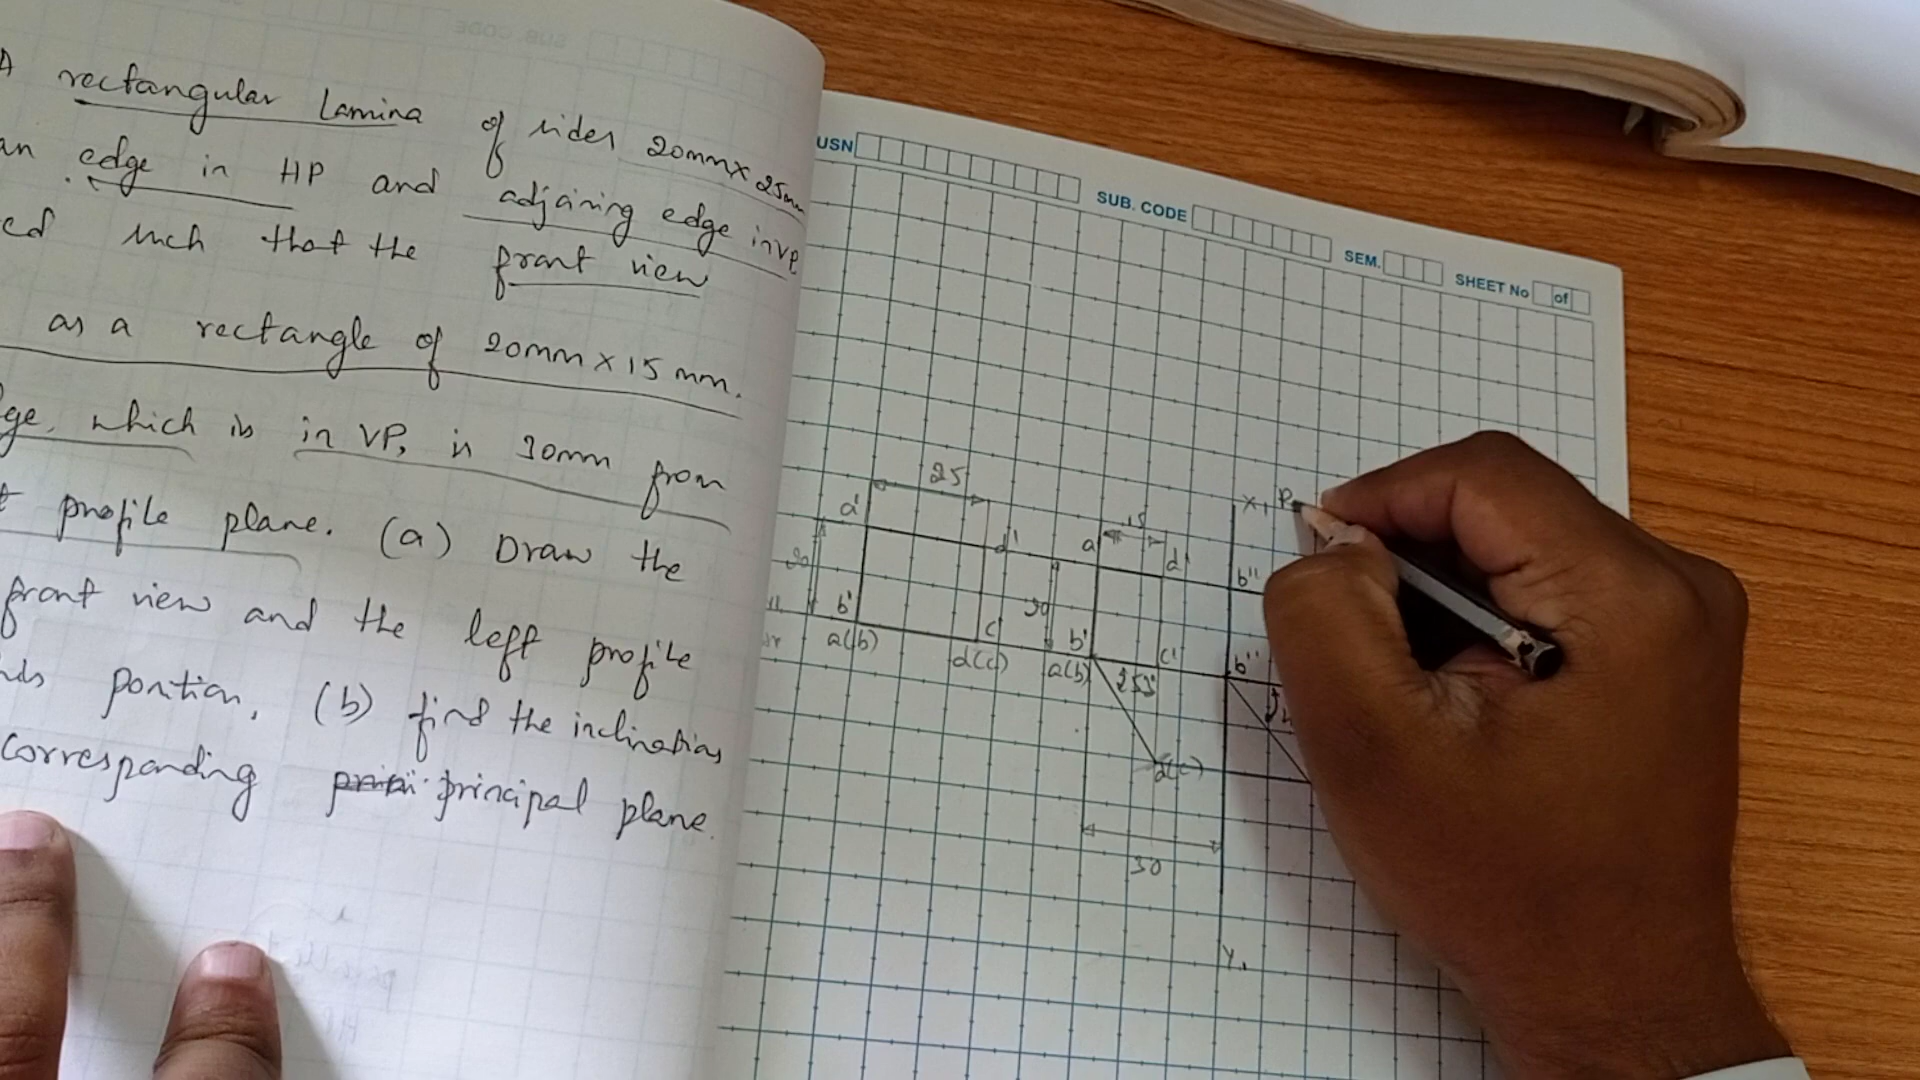 A rectangular Lamina of sides 20mm x 25mm
an edge in HP and adjoining edge in VP
such that the front view
as a rectangle of 20mm x 15 mm.
which is in VP, is 30mm from
profile plane. (a) Draw the
front view and the left profile
position, (b) find the inclinations
corresponding principal plane.
USN
SUB. CODE
SEM.
SHEET No of
25
a' d'
b' c'
a(b) d(c)
15
a d'
30
b' c'
a(b) 253
d(c)
30
X1 P
b''
b''
Y1